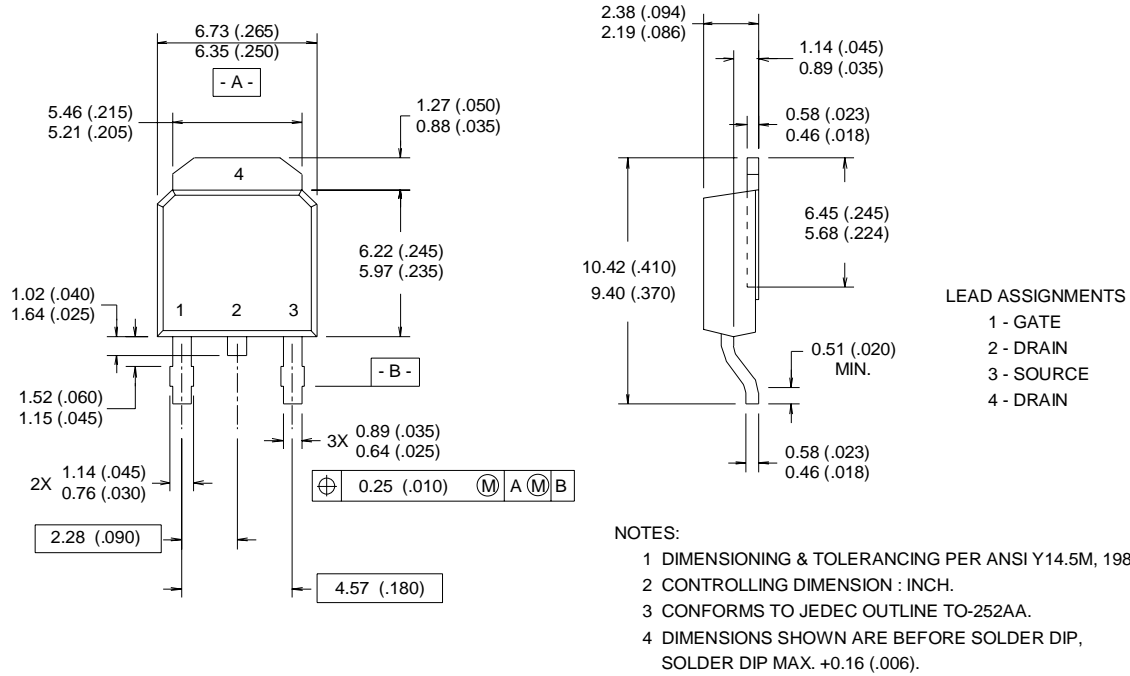 6.73 (.265)
6.35 (.250)
- A -
5.46 (.215)
5.21 (.205)
1.27 (.050)
0.88 (.035)
4
6.22 (.245)
5.97 (.235)
1.02 (.040)
1.64 (.025)
1 2 3
- B -
1.52 (.060)
1.15 (.045)
3X 0.89 (.035)
0.64 (.025)
2X 1.14 (.045)
0.76 (.030)
⌖ 0.25 (.010) Ⓜ A Ⓜ B
2.28 (.090)
4.57 (.180)
2.38 (.094)
2.19 (.086)
1.14 (.045)
0.89 (.035)
0.58 (.023)
0.46 (.018)
6.45 (.245)
5.68 (.224)
10.42 (.410)
9.40 (.370)
0.51 (.020)
MIN.
0.58 (.023)
0.46 (.018)
LEAD ASSIGNMENTS
1 - GATE
2 - DRAIN
3 - SOURCE
4 - DRAIN
NOTES:
1 DIMENSIONING & TOLERANCING PER ANSI Y14.5M, 198
2 CONTROLLING DIMENSION : INCH.
3 CONFORMS TO JEDEC OUTLINE TO-252AA.
4 DIMENSIONS SHOWN ARE BEFORE SOLDER DIP,
SOLDER DIP MAX. +0.16 (.006).